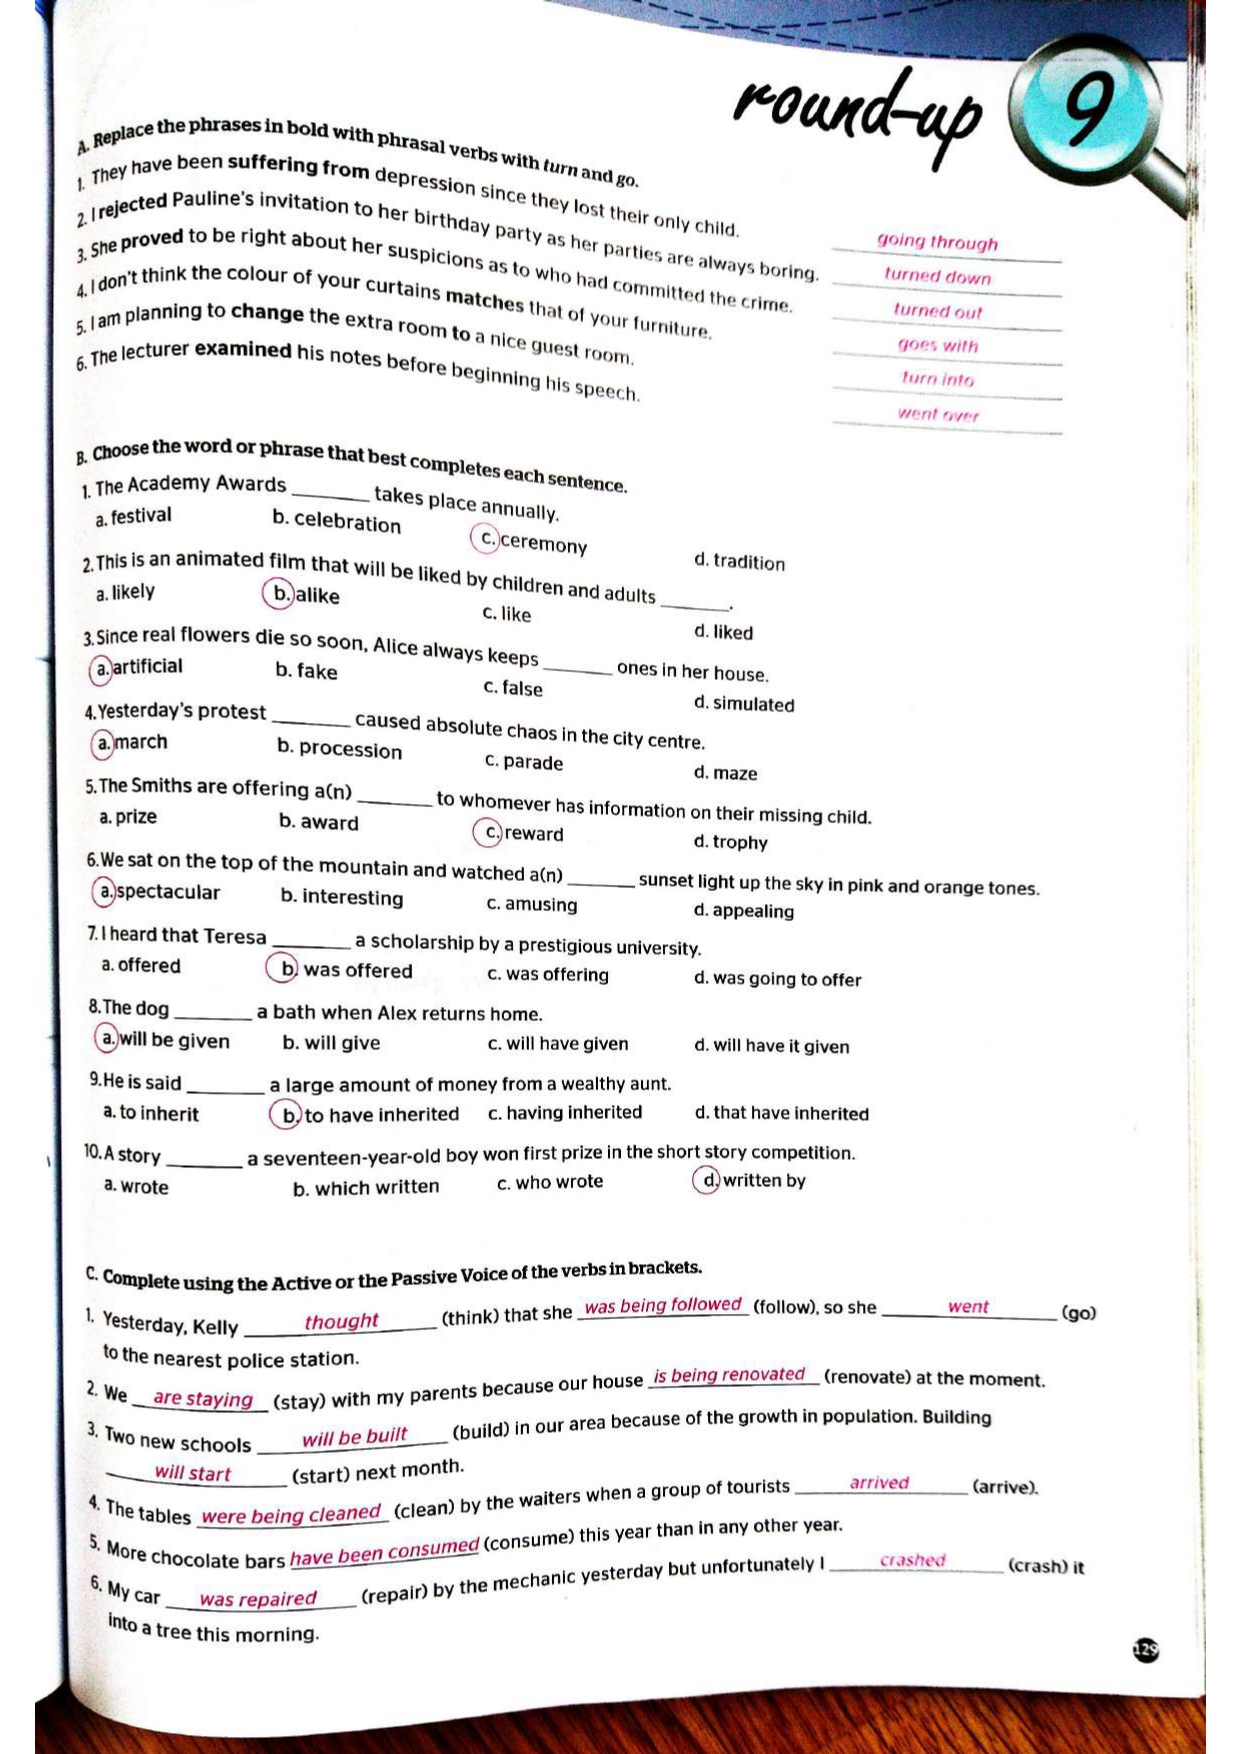 round-up 9
A. Replace the phrases in bold with phrasal verbs with turn and go.
1. They have been suffering from depression since they lost their only child. going through
2. I rejected Pauline's invitation to her birthday party as her parties are always boring. turned down
3. She proved to be right about her suspicions as to who had committed the crime. turned out
4. I don't think the colour of your curtains matches that of your furniture. goes with
5. I am planning to change the extra room to a nice guest room. turn into
6. The lecturer examined his notes before beginning his speech. went over
B. Choose the word or phrase that best completes each sentence.
1. The Academy Awards ________ takes place annually.
a. festival b. celebration c. ceremony d. tradition
2. This is an animated film that will be liked by children and adults ________.
a. likely b. alike c. like d. liked
3. Since real flowers die so soon, Alice always keeps ________ ones in her house.
a. artificial b. fake c. false d. simulated
4. Yesterday's protest ________ caused absolute chaos in the city centre.
a. march b. procession c. parade d. maze
5. The Smiths are offering a(n) ________ to whomever has information on their missing child.
a. prize b. award c. reward d. trophy
6. We sat on the top of the mountain and watched a(n) ________ sunset light up the sky in pink and orange tones.
a. spectacular b. interesting c. amusing d. appealing
7. I heard that Teresa ________ a scholarship by a prestigious university.
a. offered b. was offered c. was offering d. was going to offer
8. The dog ________ a bath when Alex returns home.
a. will be given b. will give c. will have given d. will have it given
9. He is said ________ a large amount of money from a wealthy aunt.
a. to inherit b. to have inherited c. having inherited d. that have inherited
10. A story ________ a seventeen-year-old boy won first prize in the short story competition.
a. wrote b. which written c. who wrote d. written by
C. Complete using the Active or the Passive Voice of the verbs in brackets.
1. Yesterday, Kelly thought (think) that she was being followed (follow), so she went (go)
to the nearest police station.
2. We are staying (stay) with my parents because our house is being renovated (renovate) at the moment.
3. Two new schools will be built (build) in our area because of the growth in population. Building
will start (start) next month.
4. The tables were being cleaned (clean) by the waiters when a group of tourists arrived (arrive).
5. More chocolate bars have been consumed (consume) this year than in any other year.
6. My car was repaired (repair) by the mechanic yesterday but unfortunately I crashed (crash) it
into a tree this morning.
129